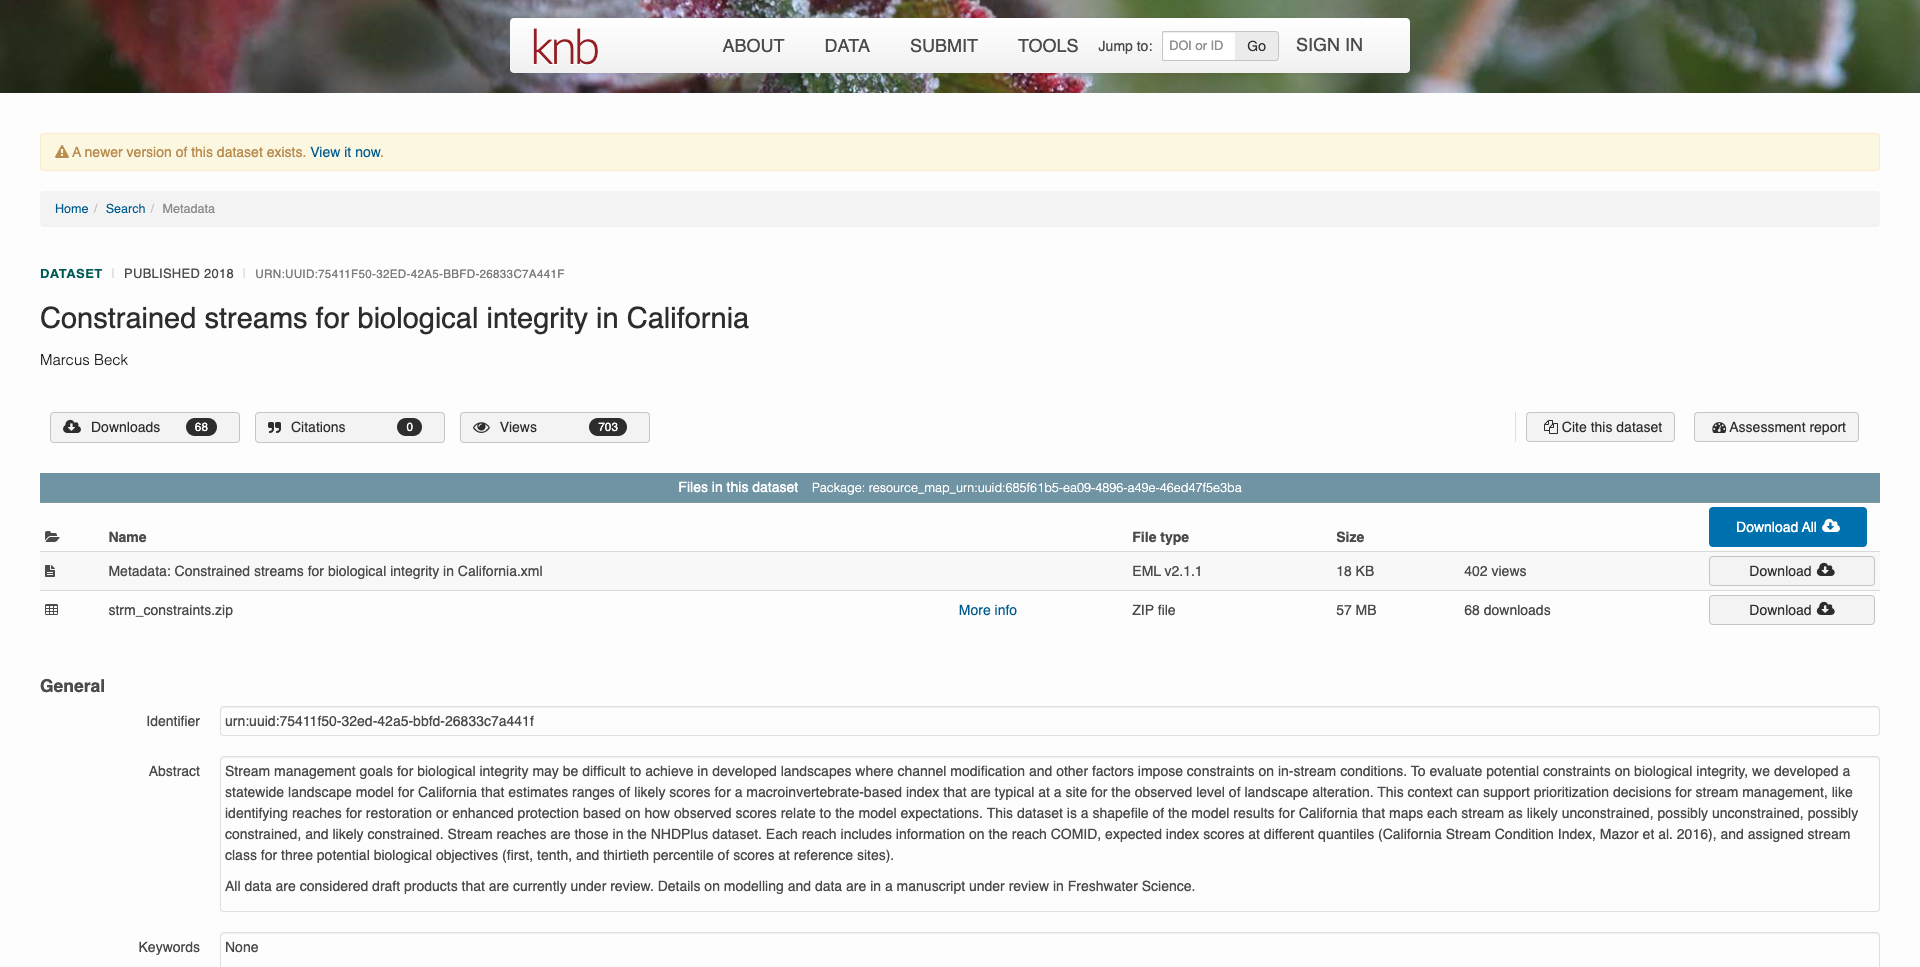 knb ABOUT DATA SUBMIT TOOLS Jump to: DOI or ID Go SIGN IN
A newer version of this dataset exists. View it now.
Home / Search / Metadata
DATASET | PUBLISHED 2018 | URN:UUID:75411F50-32ED-42A5-BBFD-26833C7A441F
Constrained streams for biological integrity in California
Marcus Beck
Downloads 68 Citations 0 Views 703 Cite this dataset Assessment report
Files in this dataset Package: resource_map_urn:uuid:685f61b5-ea09-4896-a49e-46ed47f5e3ba
Name File type Size Download All
Metadata: Constrained streams for biological integrity in California.xml EML v2.1.1 18 KB 402 views Download
strm_constraints.zip More info ZIP file 57 MB 68 downloads Download
General
Identifier urn:uuid:75411f50-32ed-42a5-bbfd-26833c7a441f
Abstract Stream management goals for biological integrity may be difficult to achieve in developed landscapes where channel modification and other factors impose constraints on in-stream conditions. To evaluate potential constraints on biological integrity, we developed a
statewide landscape model for California that estimates ranges of likely scores for a macroinvertebrate-based index that are typical at a site for the observed level of landscape alteration. This context can support prioritization decisions for stream management, like
identifying reaches for restoration or enhanced protection based on how observed scores relate to the model expectations. This dataset is a shapefile of the model results for California that maps each stream as likely unconstrained, possibly unconstrained, possibly
constrained, and likely constrained. Stream reaches are those in the NHDPlus dataset. Each reach includes information on the reach COMID, expected index scores at different quantiles (California Stream Condition Index, Mazor et al. 2016), and assigned stream
class for three potential biological objectives (first, tenth, and thirtieth percentile of scores at reference sites).
All data are considered draft products that are currently under review. Details on modelling and data are in a manuscript under review in Freshwater Science.
Keywords None